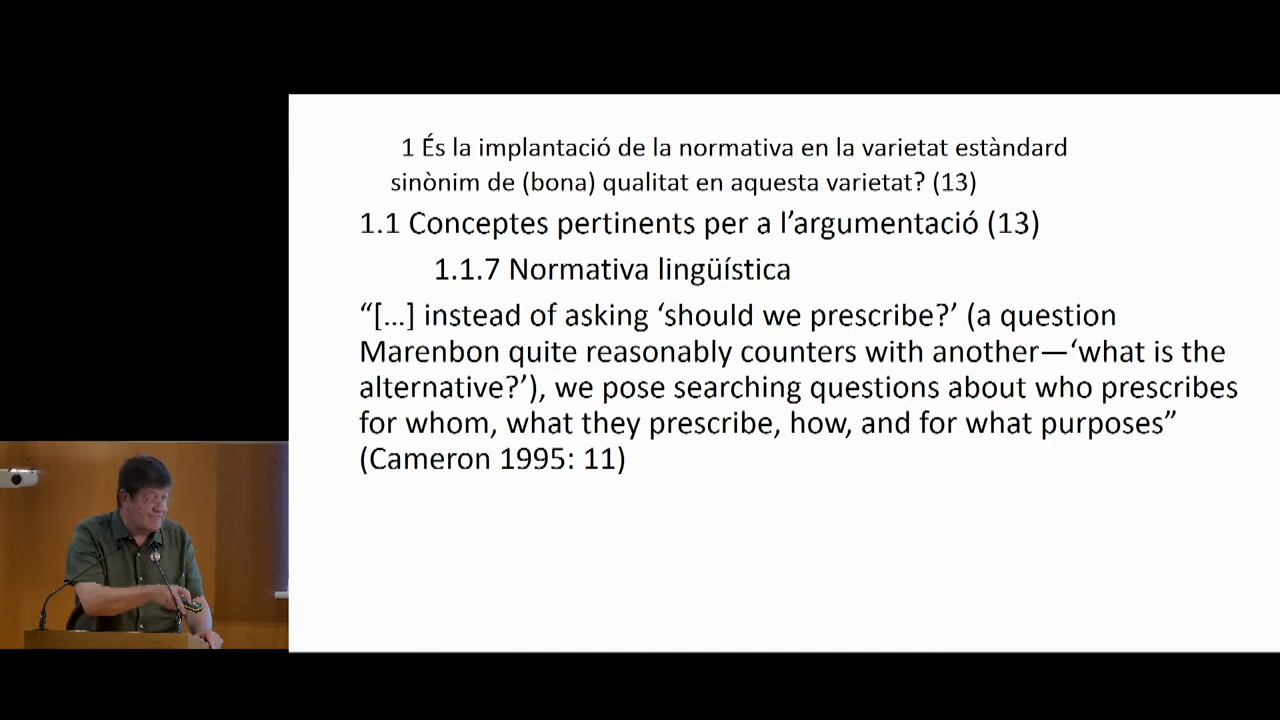 1 És la implantació de la normativa en la varietat estàndard
sinònim de (bona) qualitat en aquesta varietat? (13)
1.1 Conceptes pertinents per a l’argumentació (13)
1.1.7 Normativa lingüística
“[…] instead of asking ‘should we prescribe?’ (a question
Marenbon quite reasonably counters with another—‘what is the
alternative?’), we pose searching questions about who prescribes
for whom, what they prescribe, how, and for what purposes”
(Cameron 1995: 11)